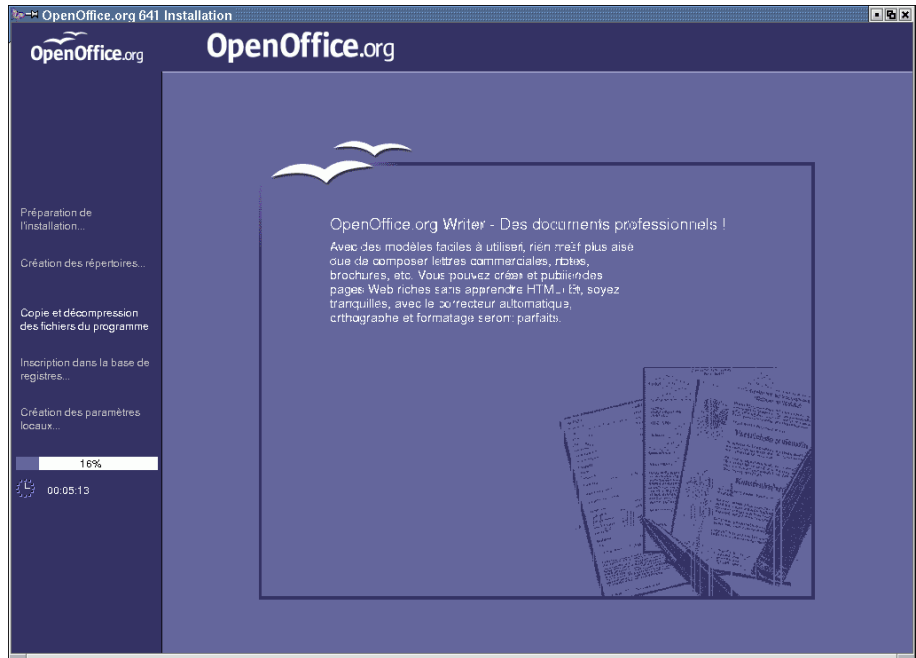 OpenOffice.org 641 Installation
OpenOffice.org
OpenOffice.org
Préparation de
l'installation...
Création des répertoires...
Copie et décompression
des fichiers du programme
Inscription dans la base de
registres...
Création des paramètres
locaux...
16%
00:05:13
OpenOffice.org Writer - Des documents professionnels !
Avec des modèles faciles à utiliser, rien n'est plus aisé
que de composer lettres commerciales, notes,
brochures, etc. Vous pouvez créer et publier des
pages Web riches sans apprendre HTML. Et, soyez
tranquilles, avec le correcteur automatique,
orthographe et formatage seront parfaits.